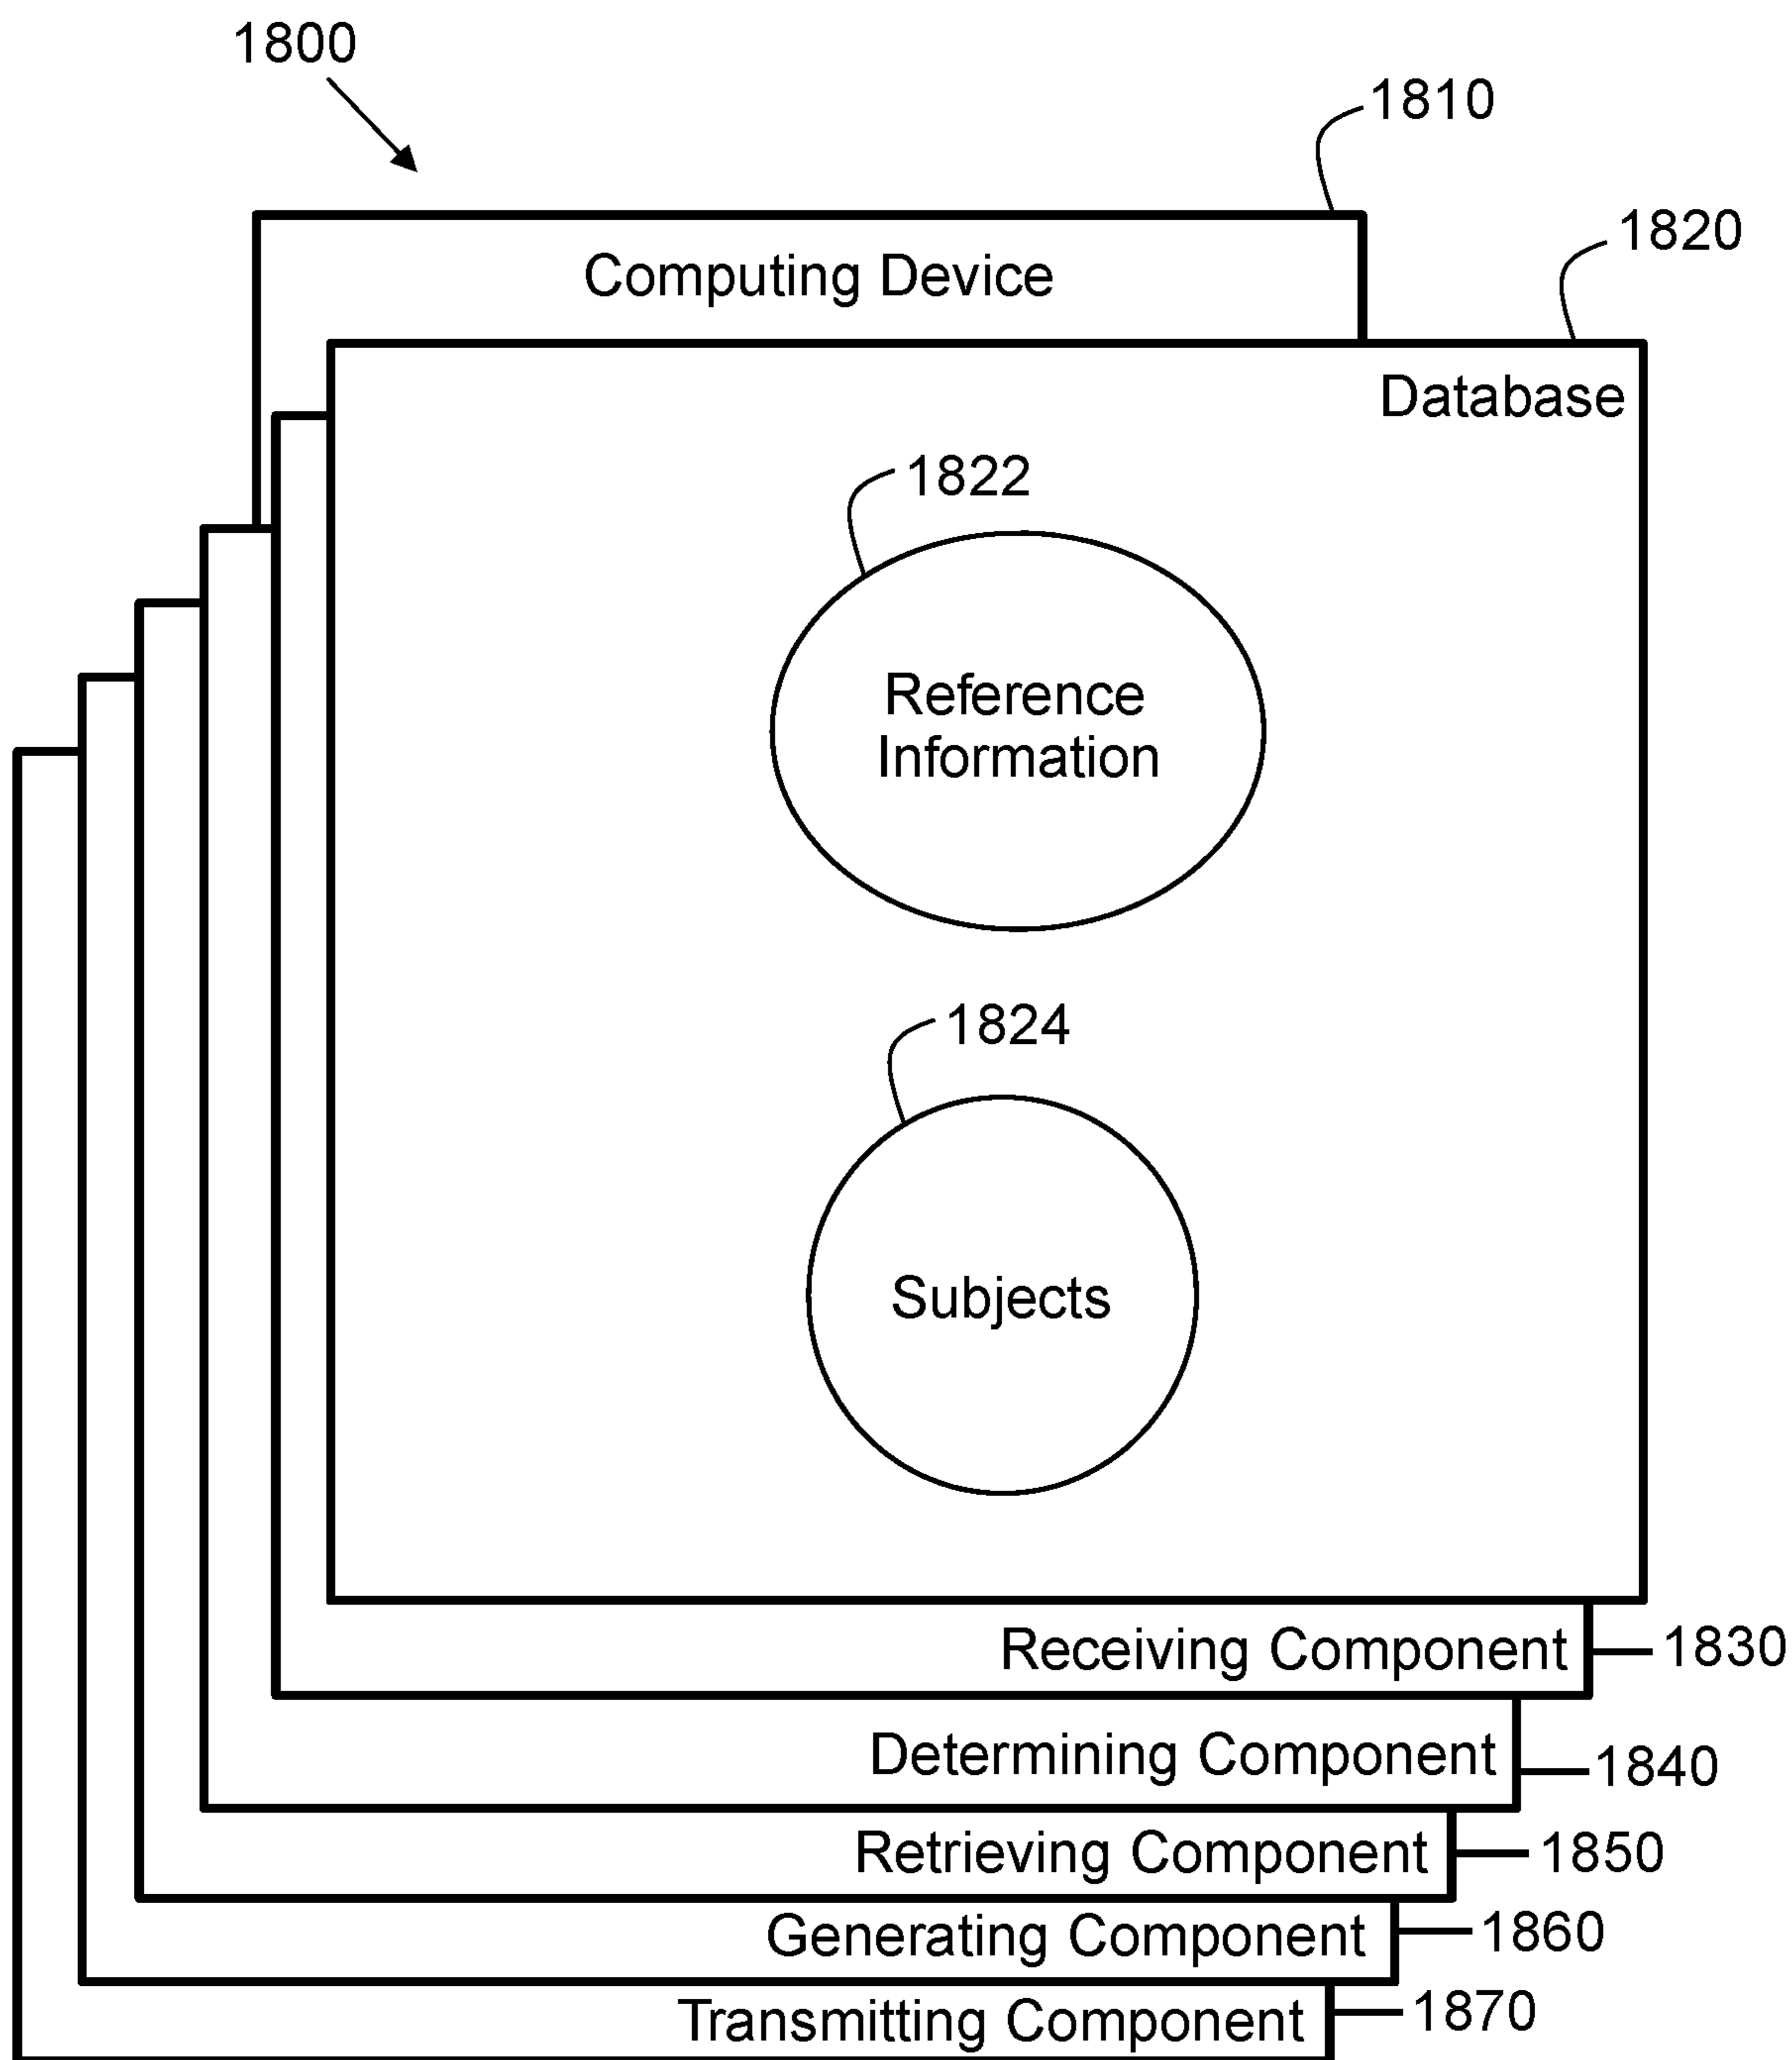 1800
1810
Computing Device
1820
Database
1822
Reference
Information
1824
Subjects
Receiving Component
1830
Determining Component
1840
Retrieving Component
1850
Generating Component
1860
Transmitting Component
1870